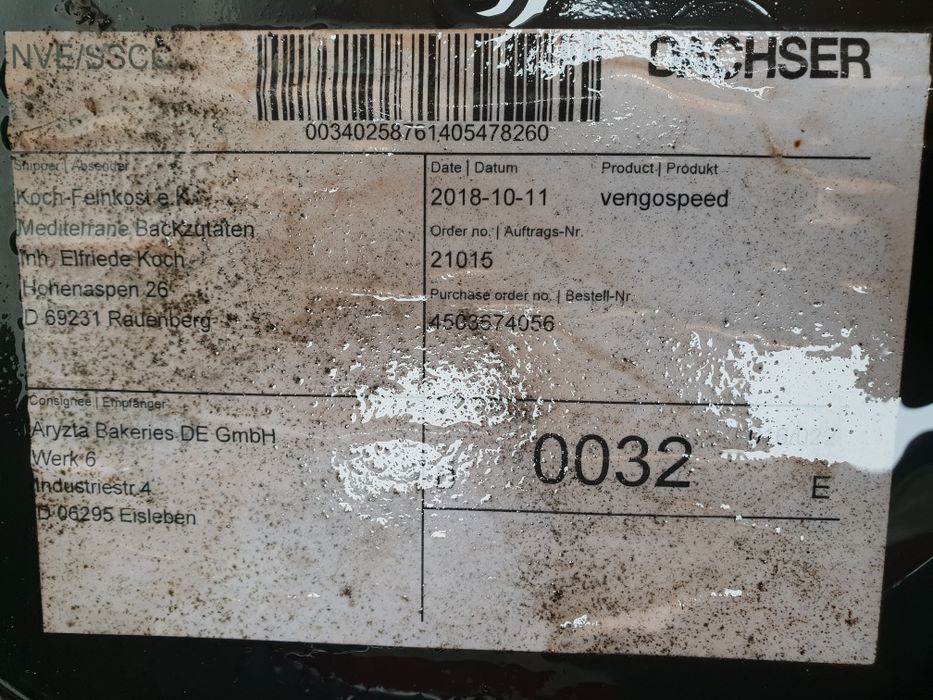 NVE/SSCC
DACHSER
00340258761405478260
Shipper | Absender
Koch-Feinkost e.K.
Mediterrane Backzutaten
Inh. Elfriede Koch
Hohenaspen 26
D 69231 Rauenberg
Date | Datum
2018-10-11
Product | Produkt
vengospeed
Order no. | Auftrags-Nr.
21015
Purchase order no. | Bestell-Nr.
4503674056
Consignee | Empfänger
Aryzta Bakeries DE GmbH
Werk 6
Industriestr.4
D 06295 Eisleben
0032
E